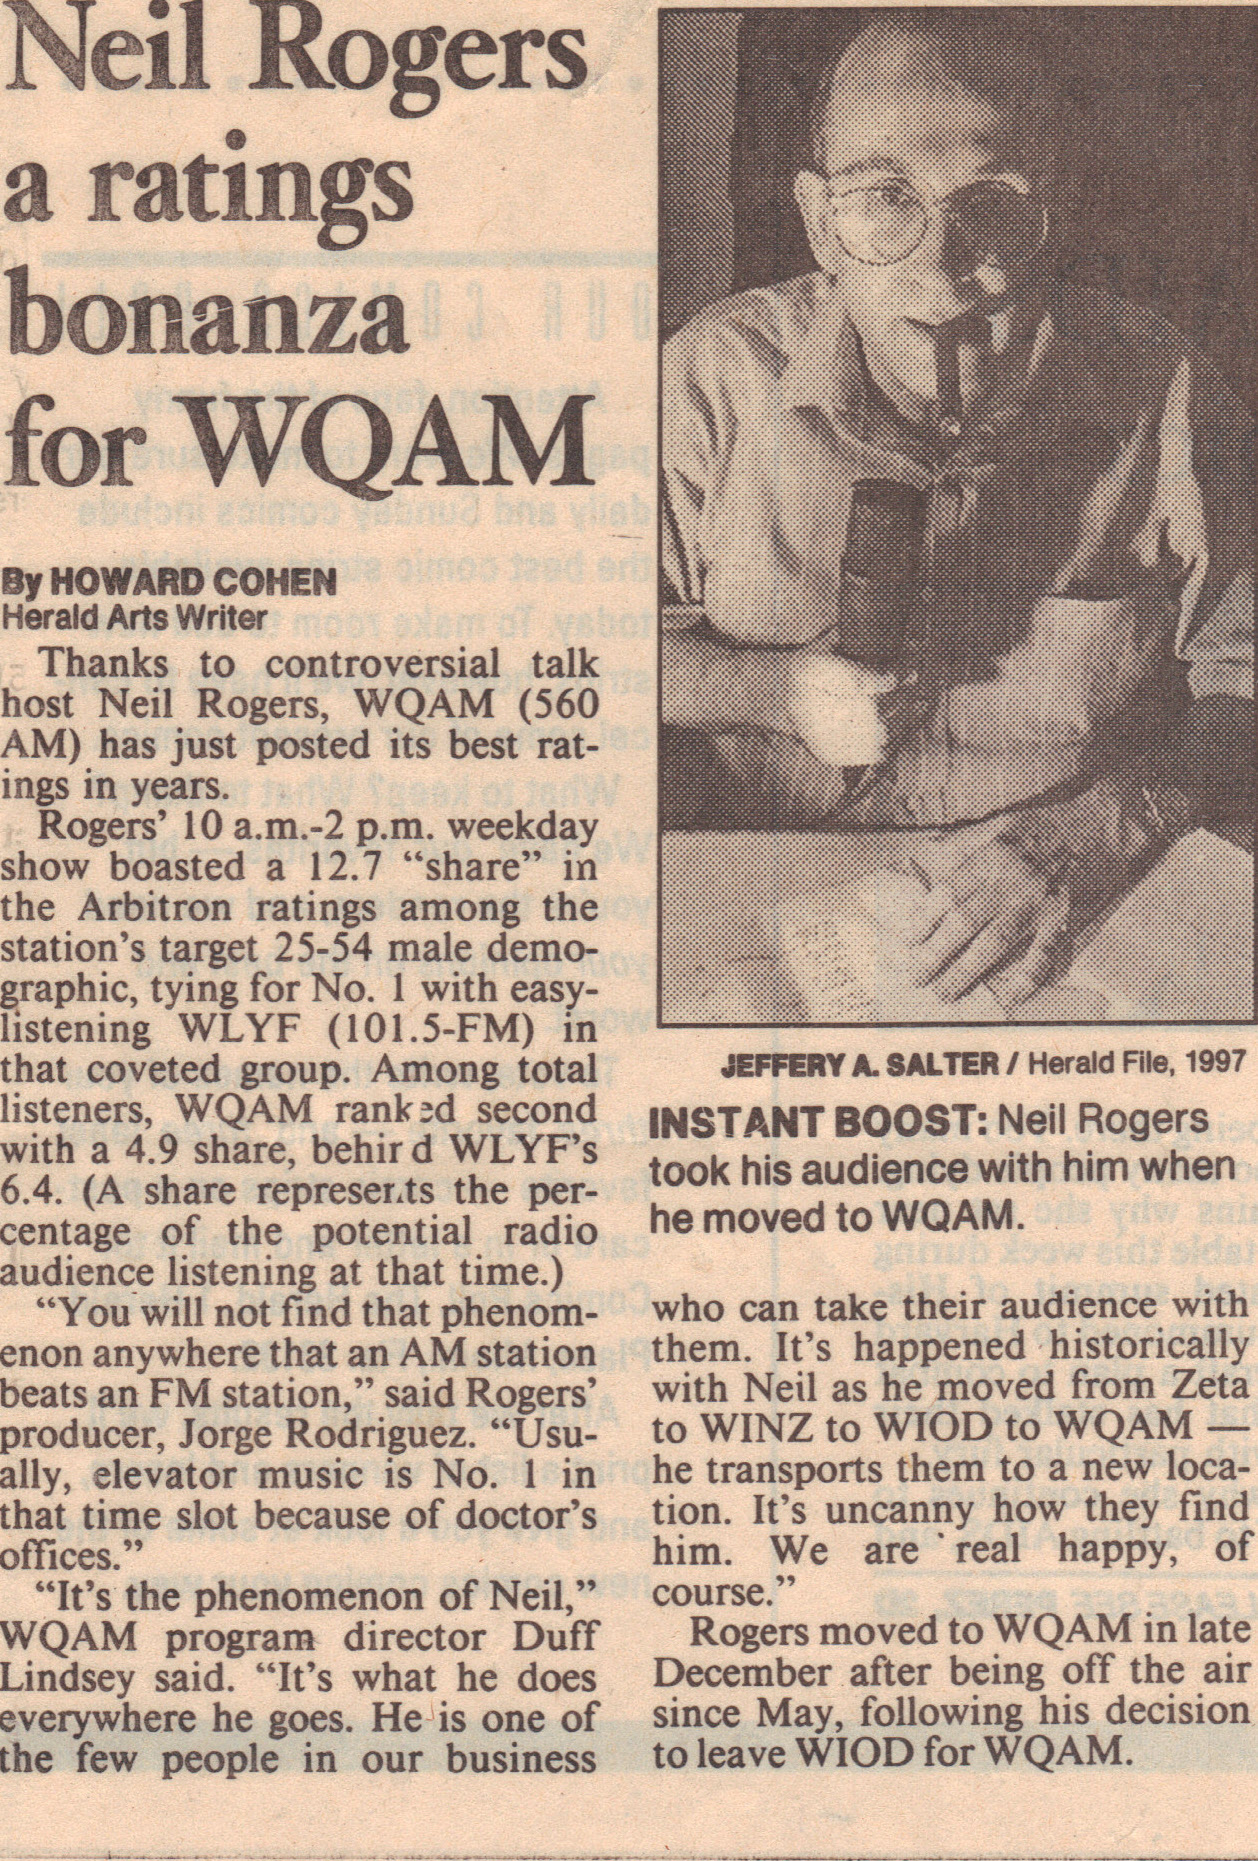 Neil Rogers
a ratings
bonanza
for WQAM
By HOWARD COHEN
Herald Arts Writer
Thanks to controversial talk
host Neil Rogers, WQAM (560
AM) has just posted its best rat-
ings in years.
Rogers' 10 a.m.-2 p.m. weekday
show boasted a 12.7 “share” in
the Arbitron ratings among the
station's target 25-54 male demo-
graphic, tying for No. 1 with easy-
listening WLYF (101.5-FM) in
that coveted group. Among total
listeners, WQAM ranked second
with a 4.9 share, behind WLYF's
6.4. (A share represents the per-
centage of the potential radio
audience listening at that time.)
“You will not find that phenom-
enon anywhere that an AM station
beats an FM station,” said Rogers'
producer, Jorge Rodriguez. “Usu-
ally, elevator music is No. 1 in
that time slot because of doctor's
offices.”
“It's the phenomenon of Neil,”
WQAM program director Duff
Lindsey said. “It's what he does
everywhere he goes. He is one of
the few people in our business
JEFFERY A. SALTER / Herald File, 1997
INSTANT BOOST: Neil Rogers
took his audience with him when
he moved to WQAM.
who can take their audience with
them. It's happened historically
with Neil as he moved from Zeta
to WINZ to WIOD to WQAM —
he transports them to a new loca-
tion. It's uncanny how they find
him. We are real happy, of
course.”
Rogers moved to WQAM in late
December after being off the air
since May, following his decision
to leave WIOD for WQAM.